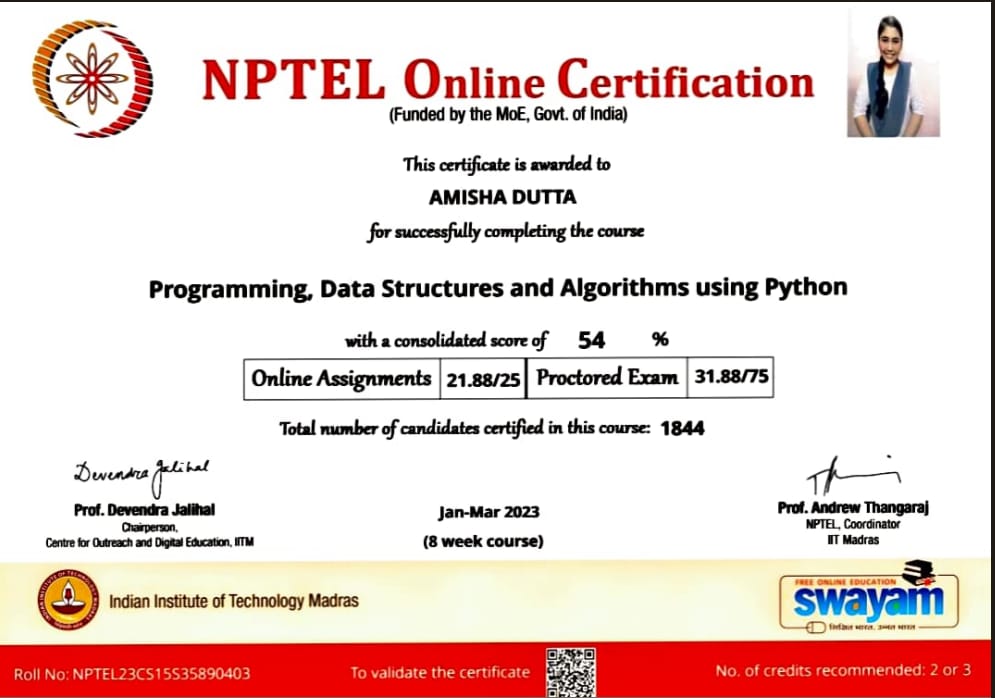 NPTEL Online Certification
(Funded by the MoE, Govt. of India)
This certificate is awarded to
AMISHA DUTTA
for successfully completing the course
Programming, Data Structures and Algorithms using Python
with a consolidated score of 54 %
Online Assignments 21.88/25 Proctored Exam 31.88/75
Total number of candidates certified in this course: 1844
Devendra Jalihal
Prof. Devendra Jalihal
Chairperson,
Centre for Outreach and Digital Education, IITM
Jan-Mar 2023
(8 week course)
Prof. Andrew Thangaraj
NPTEL, Coordinator
IIT Madras
Indian Institute of Technology Madras
FREE ONLINE EDUCATION
swayam
शिक्षित भारत, उन्नत भारत
Roll No: NPTEL23CS15S35890403
To validate the certificate
No. of credits recommended: 2 or 3